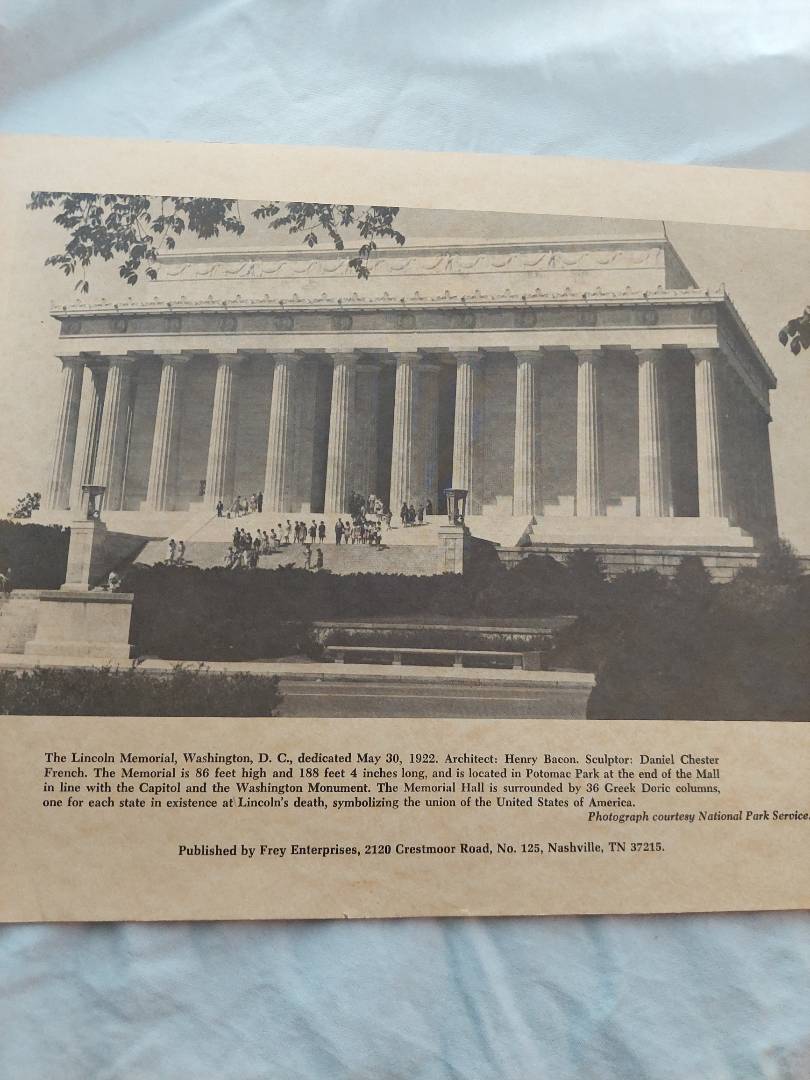 The Lincoln Memorial, Washington, D. C., dedicated May 30, 1922. Architect: Henry Bacon. Sculptor: Daniel Chester
French. The Memorial is 86 feet high and 188 feet 4 inches long, and is located in Potomac Park at the end of the Mall
in line with the Capitol and the Washington Monument. The Memorial Hall is surrounded by 36 Greek Doric columns,
one for each state in existence at Lincoln's death, symbolizing the union of the United States of America.
Photograph courtesy National Park Service.
Published by Frey Enterprises, 2120 Crestmoor Road, No. 125, Nashville, TN 37215.